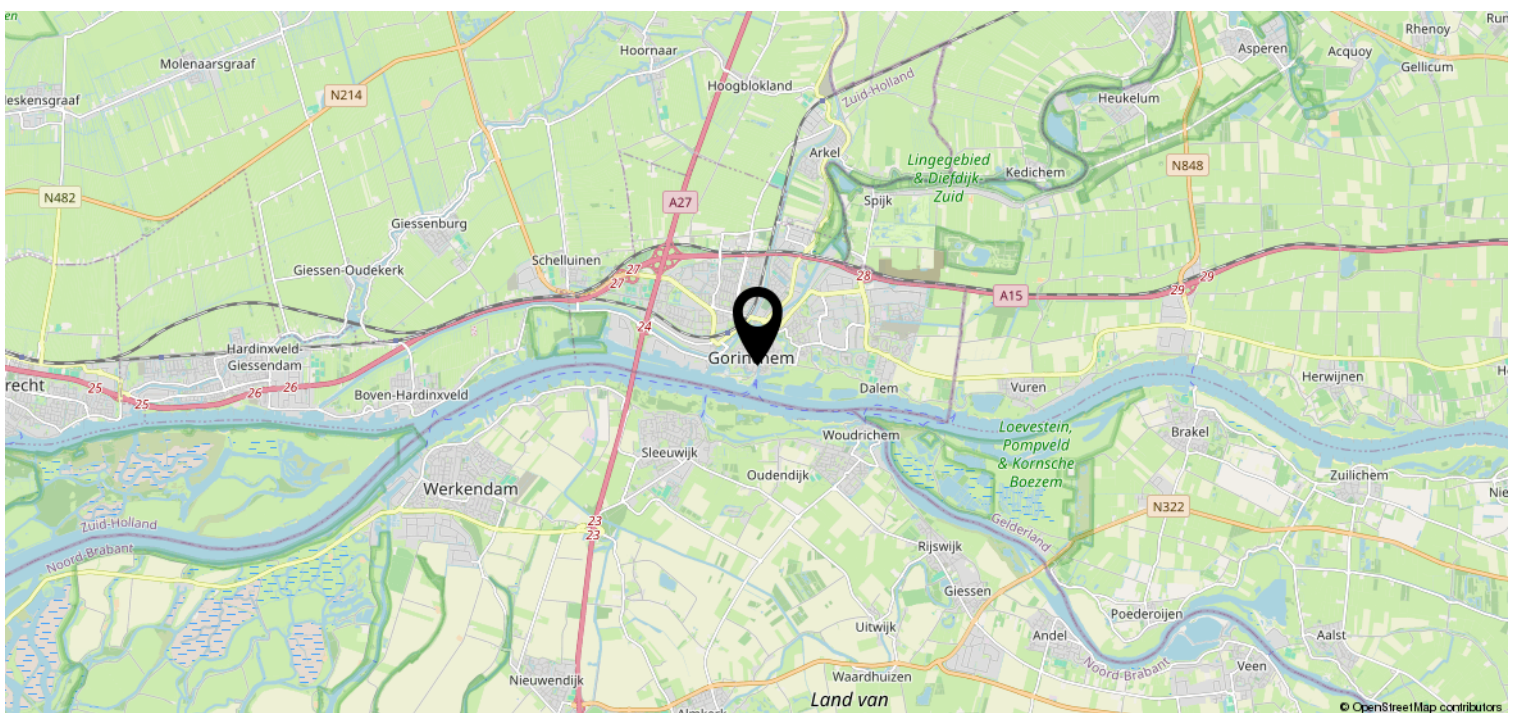 en
Molenaarsgraaf
Hoornaar
Hoogblokland
Zuid-Holland
Asperen
Acquoy
Rhenoy
Run
Gellicum
leskensgraaf
N214
Heukelum
Arkel
Lingegebied
& Diefdijk-
Zuid
Kedichem
N848
N482
A27
Spijk
Giessenburg
Schelluinen
Giessen-Oudekerk
27
27
28
29
29
A15
24
Hardinxveld-
Giessendam
recht
25
25
26
26
Boven-Hardinxveld
Dalem
Vuren
Herwijnen
H
Woudrichem
Loevestein,
Pompveld
& Kornsche
Boezem
Brakel
Sleeuwijk
Oudendijk
Zuilichem
Werkendam
Nie
N322
Zuid-Holland
Noord-Brabant
23
23
Gelderland
Rijswijk
Giessen
Poederoijen
Uitwijk
Andel
Aalst
Noord-Brabant
Veen
Nieuwendijk
Waardhuizen
Land van
© OpenStreetMap contributors